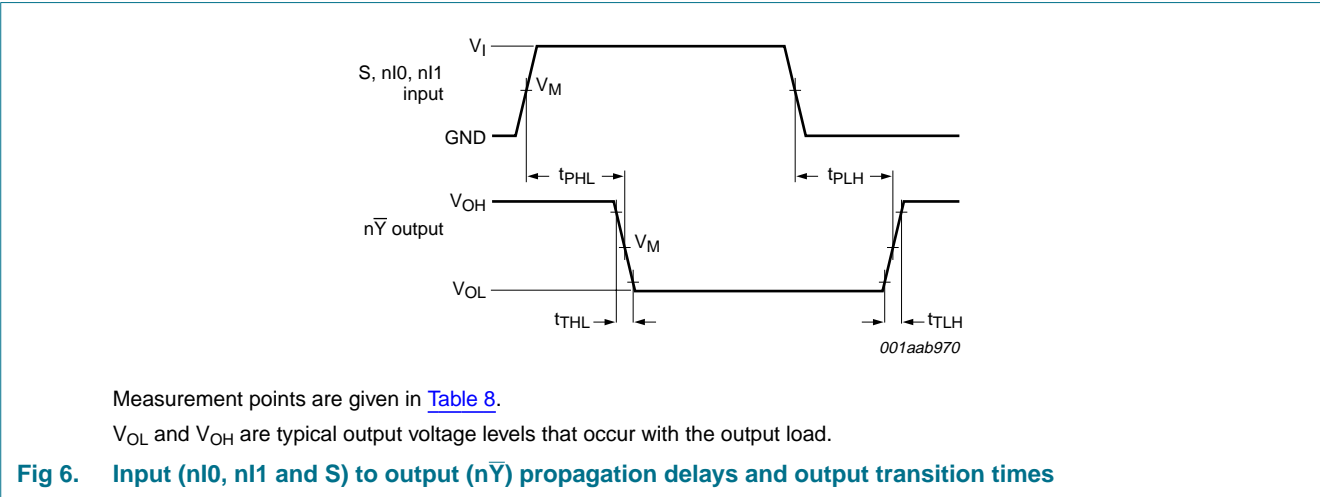 V_I
S, nI0, nI1
input
V_M
GND
t_PHL
t_PLH
V_OH
nY̅ output
V_M
V_OL
t_THL
t_TLH
001aab970
Measurement points are given in Table 8.
V_OL and V_OH are typical output voltage levels that occur with the output load.
Fig 6. Input (nI0, nI1 and S) to output (nY̅) propagation delays and output transition times